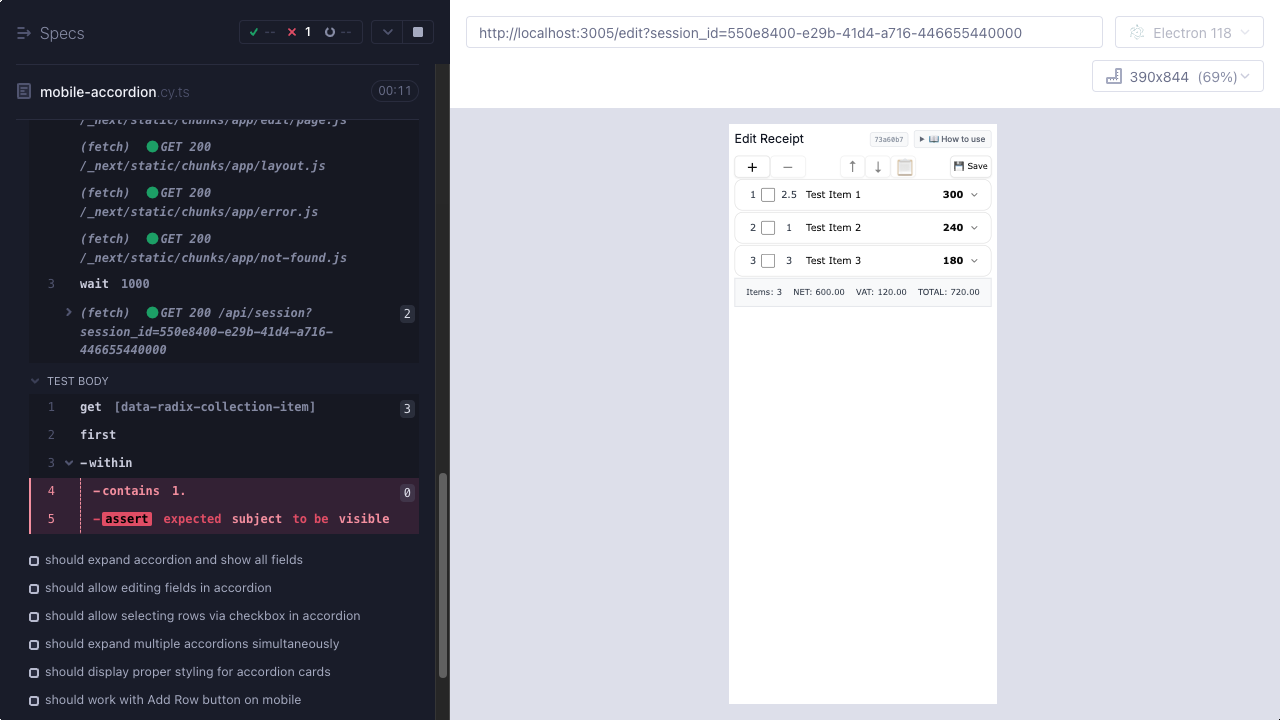 Specs
-- 1 --
mobile-accordion.cy.ts 00:11
/_next/static/chunks/app/edit/page.js
(fetch) GET 200
/_next/static/chunks/app/layout.js
(fetch) GET 200
/_next/static/chunks/app/error.js
(fetch) GET 200
/_next/static/chunks/app/not-found.js
3 wait 1000
(fetch) GET 200 /api/session? 2
session_id=550e8400-e29b-41d4-a716-
446655440000
TEST BODY
1 get [data-radix-collection-item] 3
2 first
3 -within
4 -contains 1. 0
5 -assert expected subject to be visible
should expand accordion and show all fields
should allow editing fields in accordion
should allow selecting rows via checkbox in accordion
should expand multiple accordions simultaneously
should display proper styling for accordion cards
should work with Add Row button on mobile
http://localhost:3005/edit?session_id=550e8400-e29b-41d4-a716-446655440000
Electron 118
390x844 (69%)
Edit Receipt 73a60b7 ▶ 📖 How to use
+ − ↑ ↓ 📋 💾 Save
1 2.5 Test Item 1 300
2 1 Test Item 2 240
3 3 Test Item 3 180
Items: 3 NET: 600.00 VAT: 120.00 TOTAL: 720.00